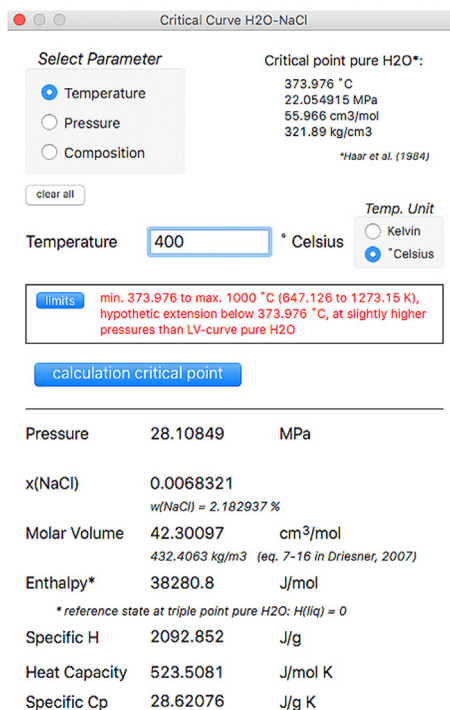 Critical Curve H2O-NaCl
Select Parameter
Temperature
Pressure
Composition
Critical point pure H2O*:
373.976 ˚C
22.054915 MPa
55.966 cm3/mol
321.89 kg/cm3
*Haar et al. (1984)
clear all
Temp. Unit
Kelvin
˚Celsius
Temperature 400 ˚ Celsius
limits
min. 373.976 to max. 1000 ˚C (647.126 to 1273.15 K),
hypothetic extension below 373.976 ˚C, at slightly higher
pressures than LV-curve pure H2O
calculation critical point
Pressure 28.10849 MPa
x(NaCl) 0.0068321
w(NaCl) = 2.182937 %
Molar Volume 42.30097 cm3/mol
432.4063 kg/m3 (eq. 7-16 in Driesner, 2007)
Enthalpy* 38280.8 J/mol
* reference state at triple point pure H2O: H(liq) = 0
Specific H 2092.852 J/g
Heat Capacity 523.5081 J/mol K
Specific Cp 28.62076 J/g K